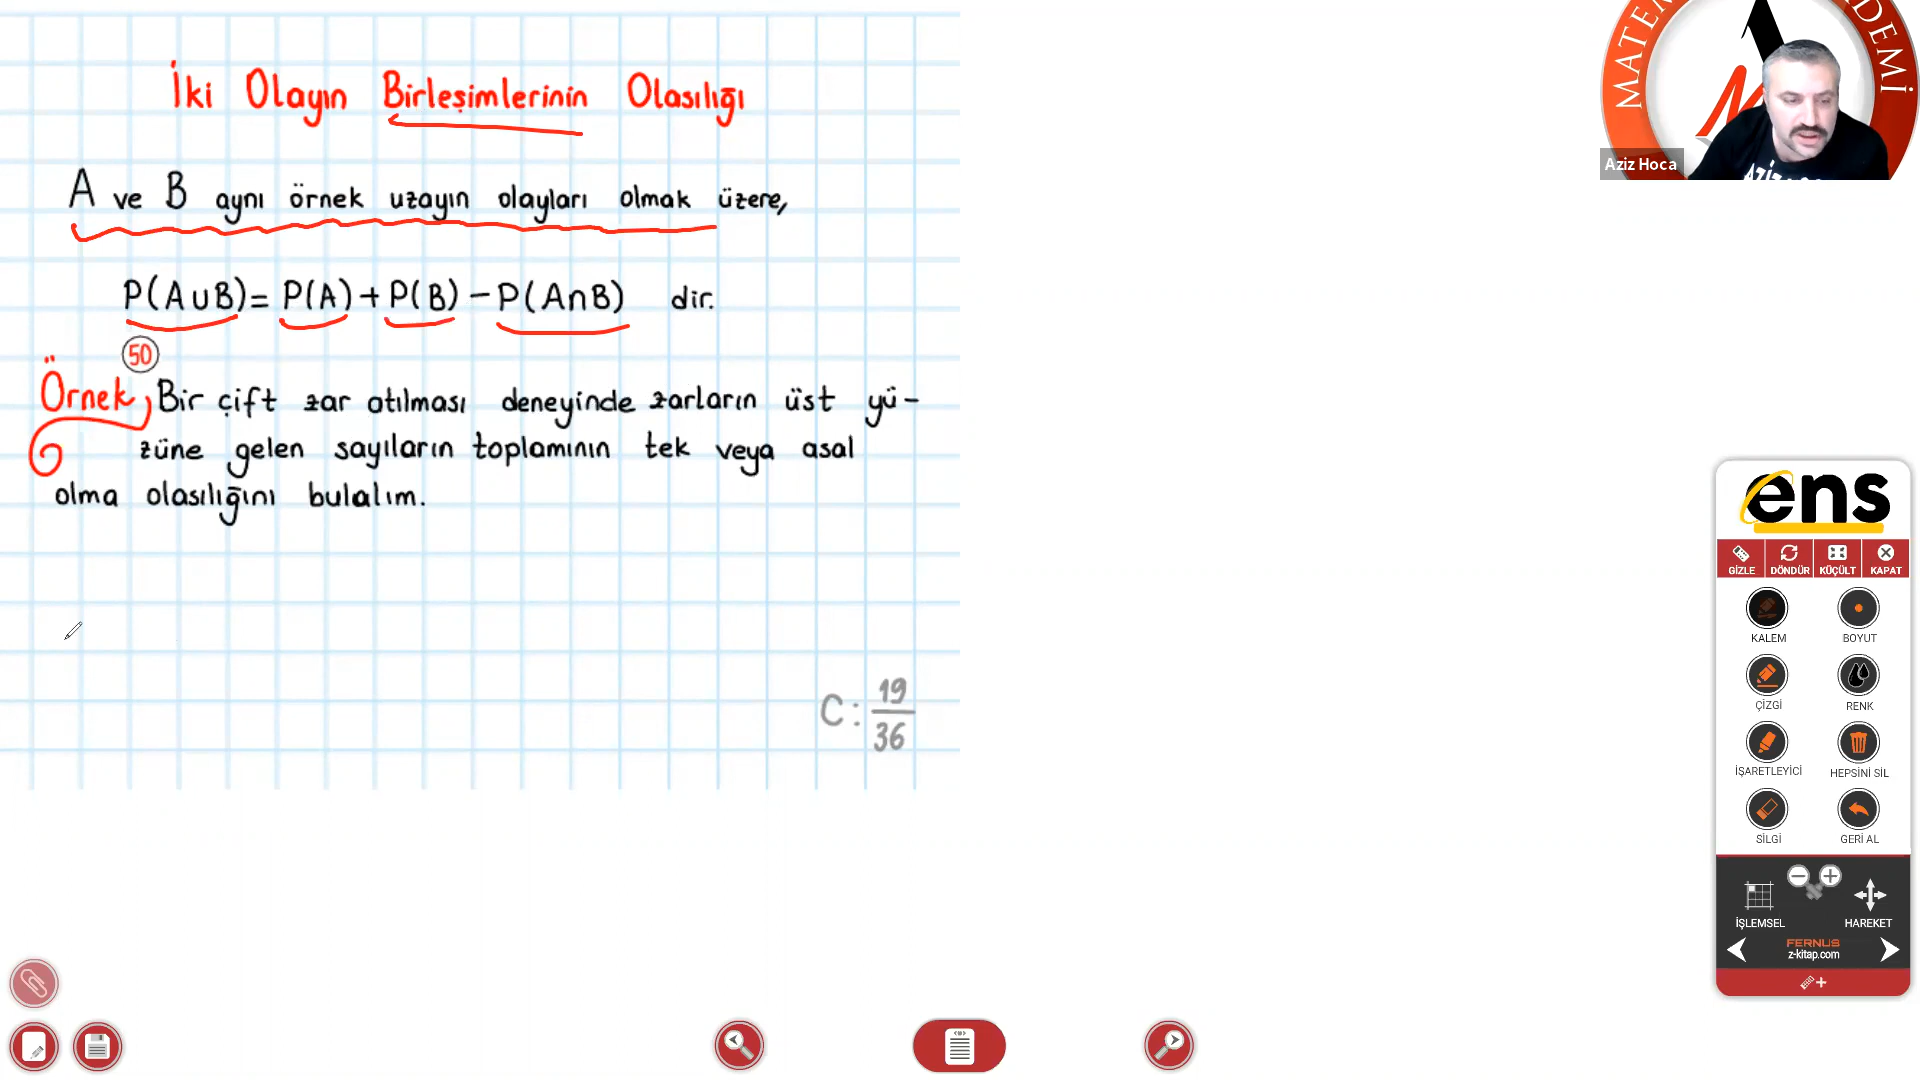 İki Olayın Birleşimlerinin Olasılığı
A ve B aynı örnek uzayın olayları olmak üzere,
P(A∪B)= P(A)+P(B)-P(A∩B) dir.
50
Örnek, Bir çift zar atılması deneyinde zarların üst yü-
züne gelen sayıların toplamının tek veya asal
olma olasılığını bulalım.
C: 19/36
Aziz Hoca
ens
GİZLE DÖNDÜR KÜÇÜLT KAPAT
KALEM BOYUT
ÇİZGİ RENK
İŞARETLEYİCİ HEPSİNİ SİL
SİLGİ GERİ AL
İŞLEMSEL HAREKET
FERNUS
z-kitap.com